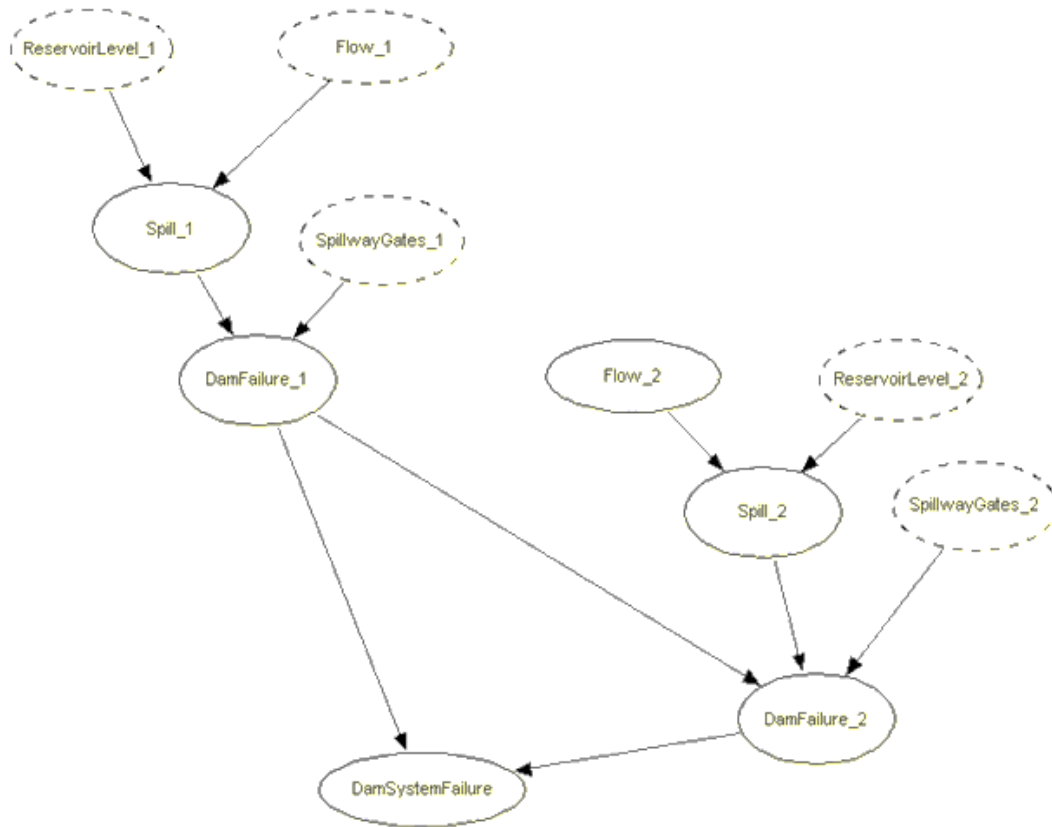 ReservoirLevel_1
Flow_1
Spill_1
SpillwayGates_1
DamFailure_1
Flow_2
ReservoirLevel_2
Spill_2
SpillwayGates_2
DamFailure_2
DamSystemFailure